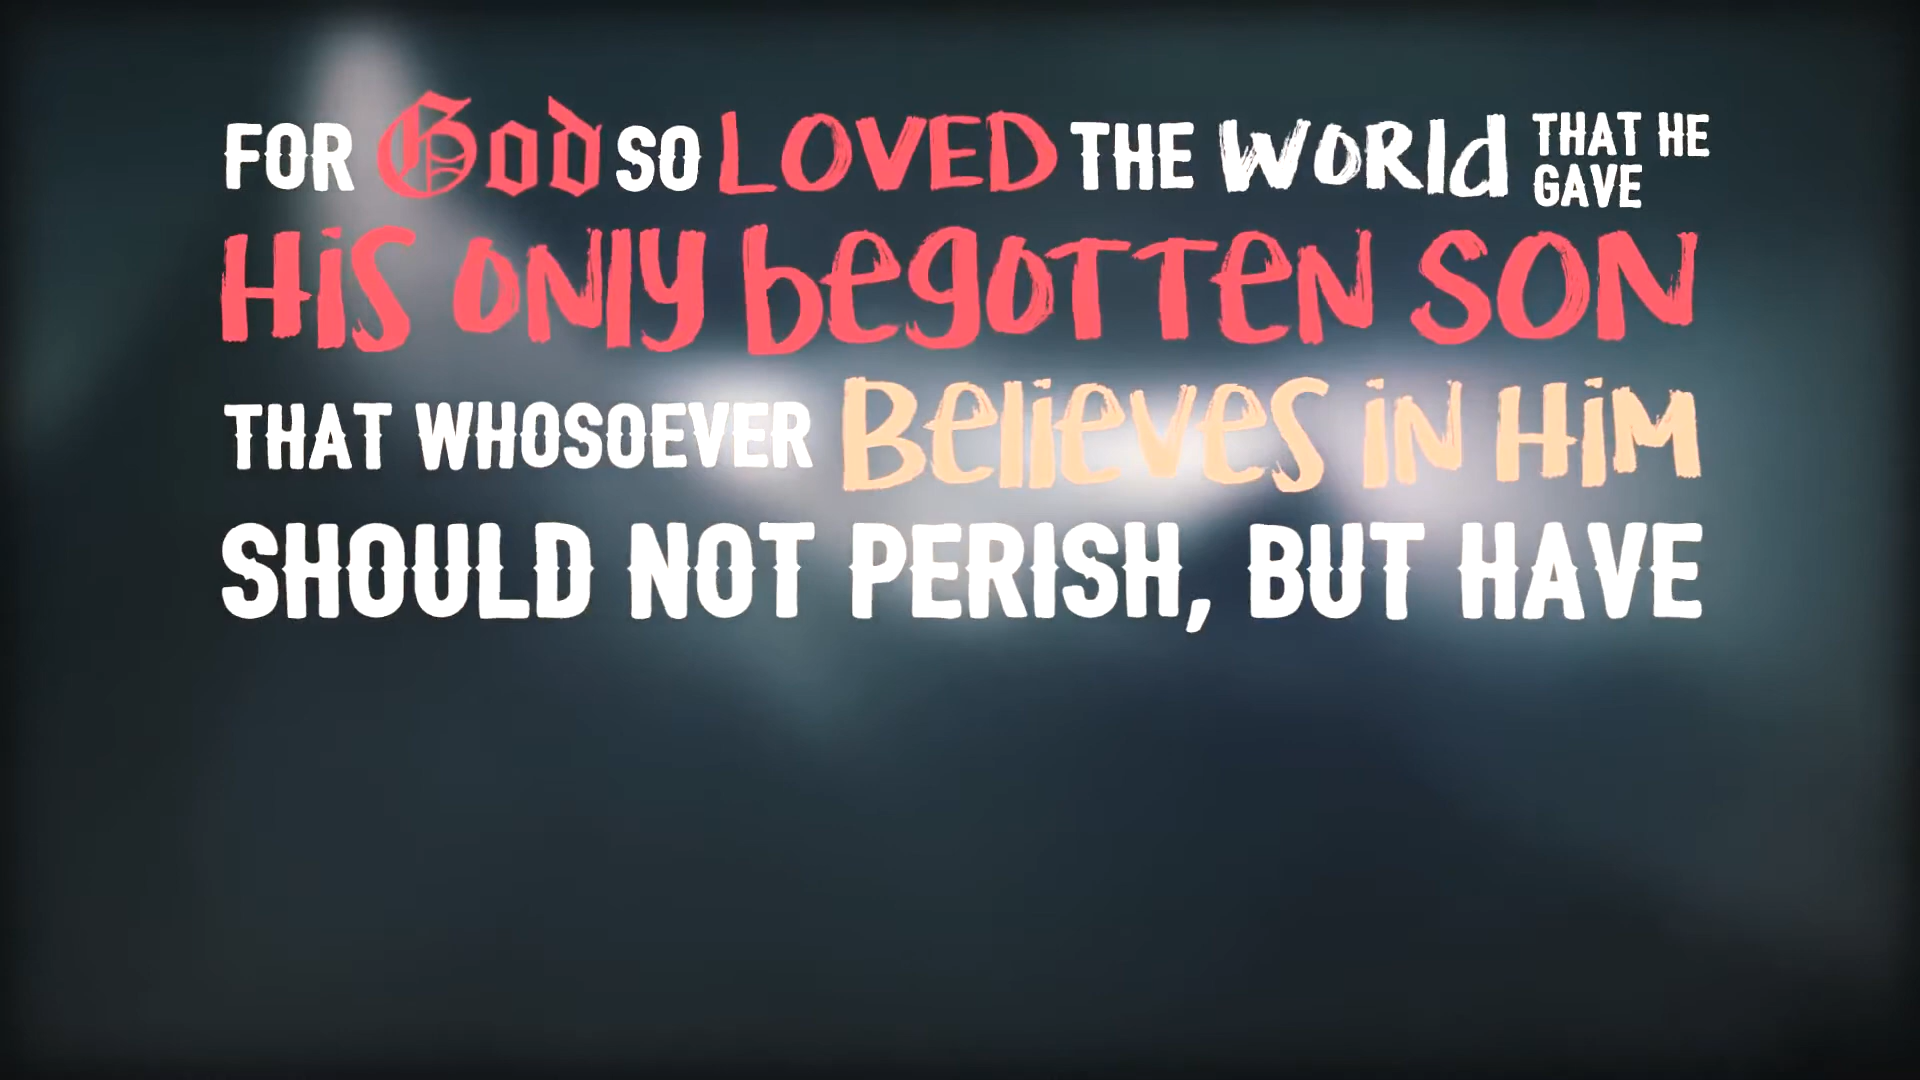 FOR God SO LOVED THE WORld THAT HE GAVE
HiS ONlY begOTTeN SON
THAT WHOSOEVER BelieVeS iN HiM
SHOULD NOT PERISH, BUT HAVE